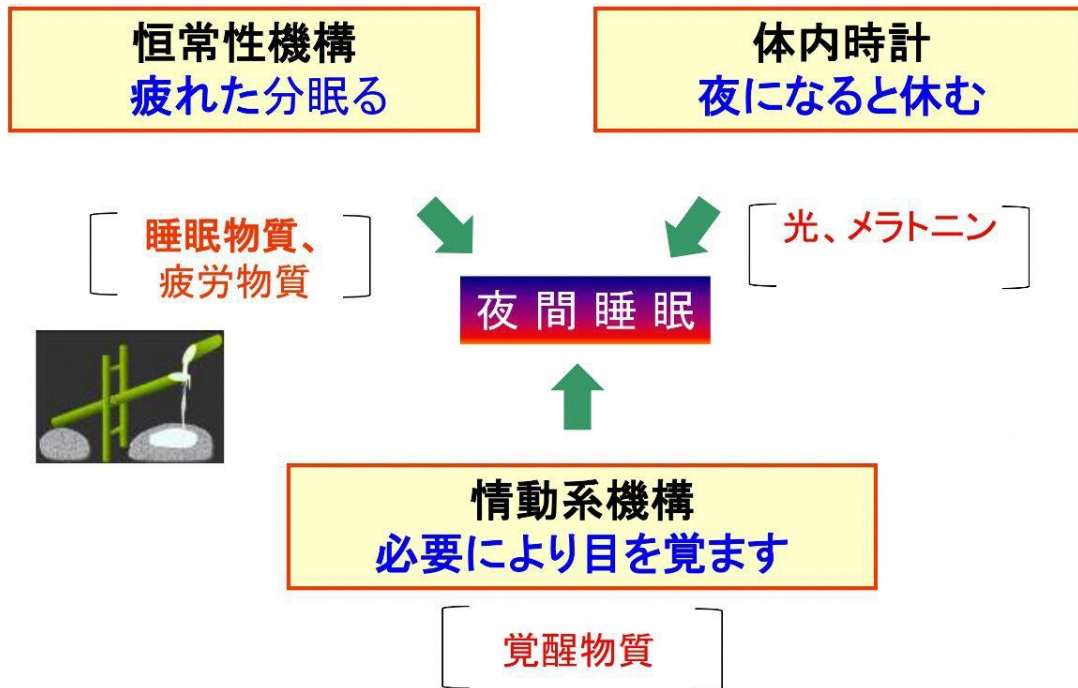 恒常性機構
疲れた分眠る
体内時計
夜になると休む
睡眠物質、
疲労物質
光、メラトニン
夜間睡眠
情動系機構
必要により目を覚ます
覚醒物質